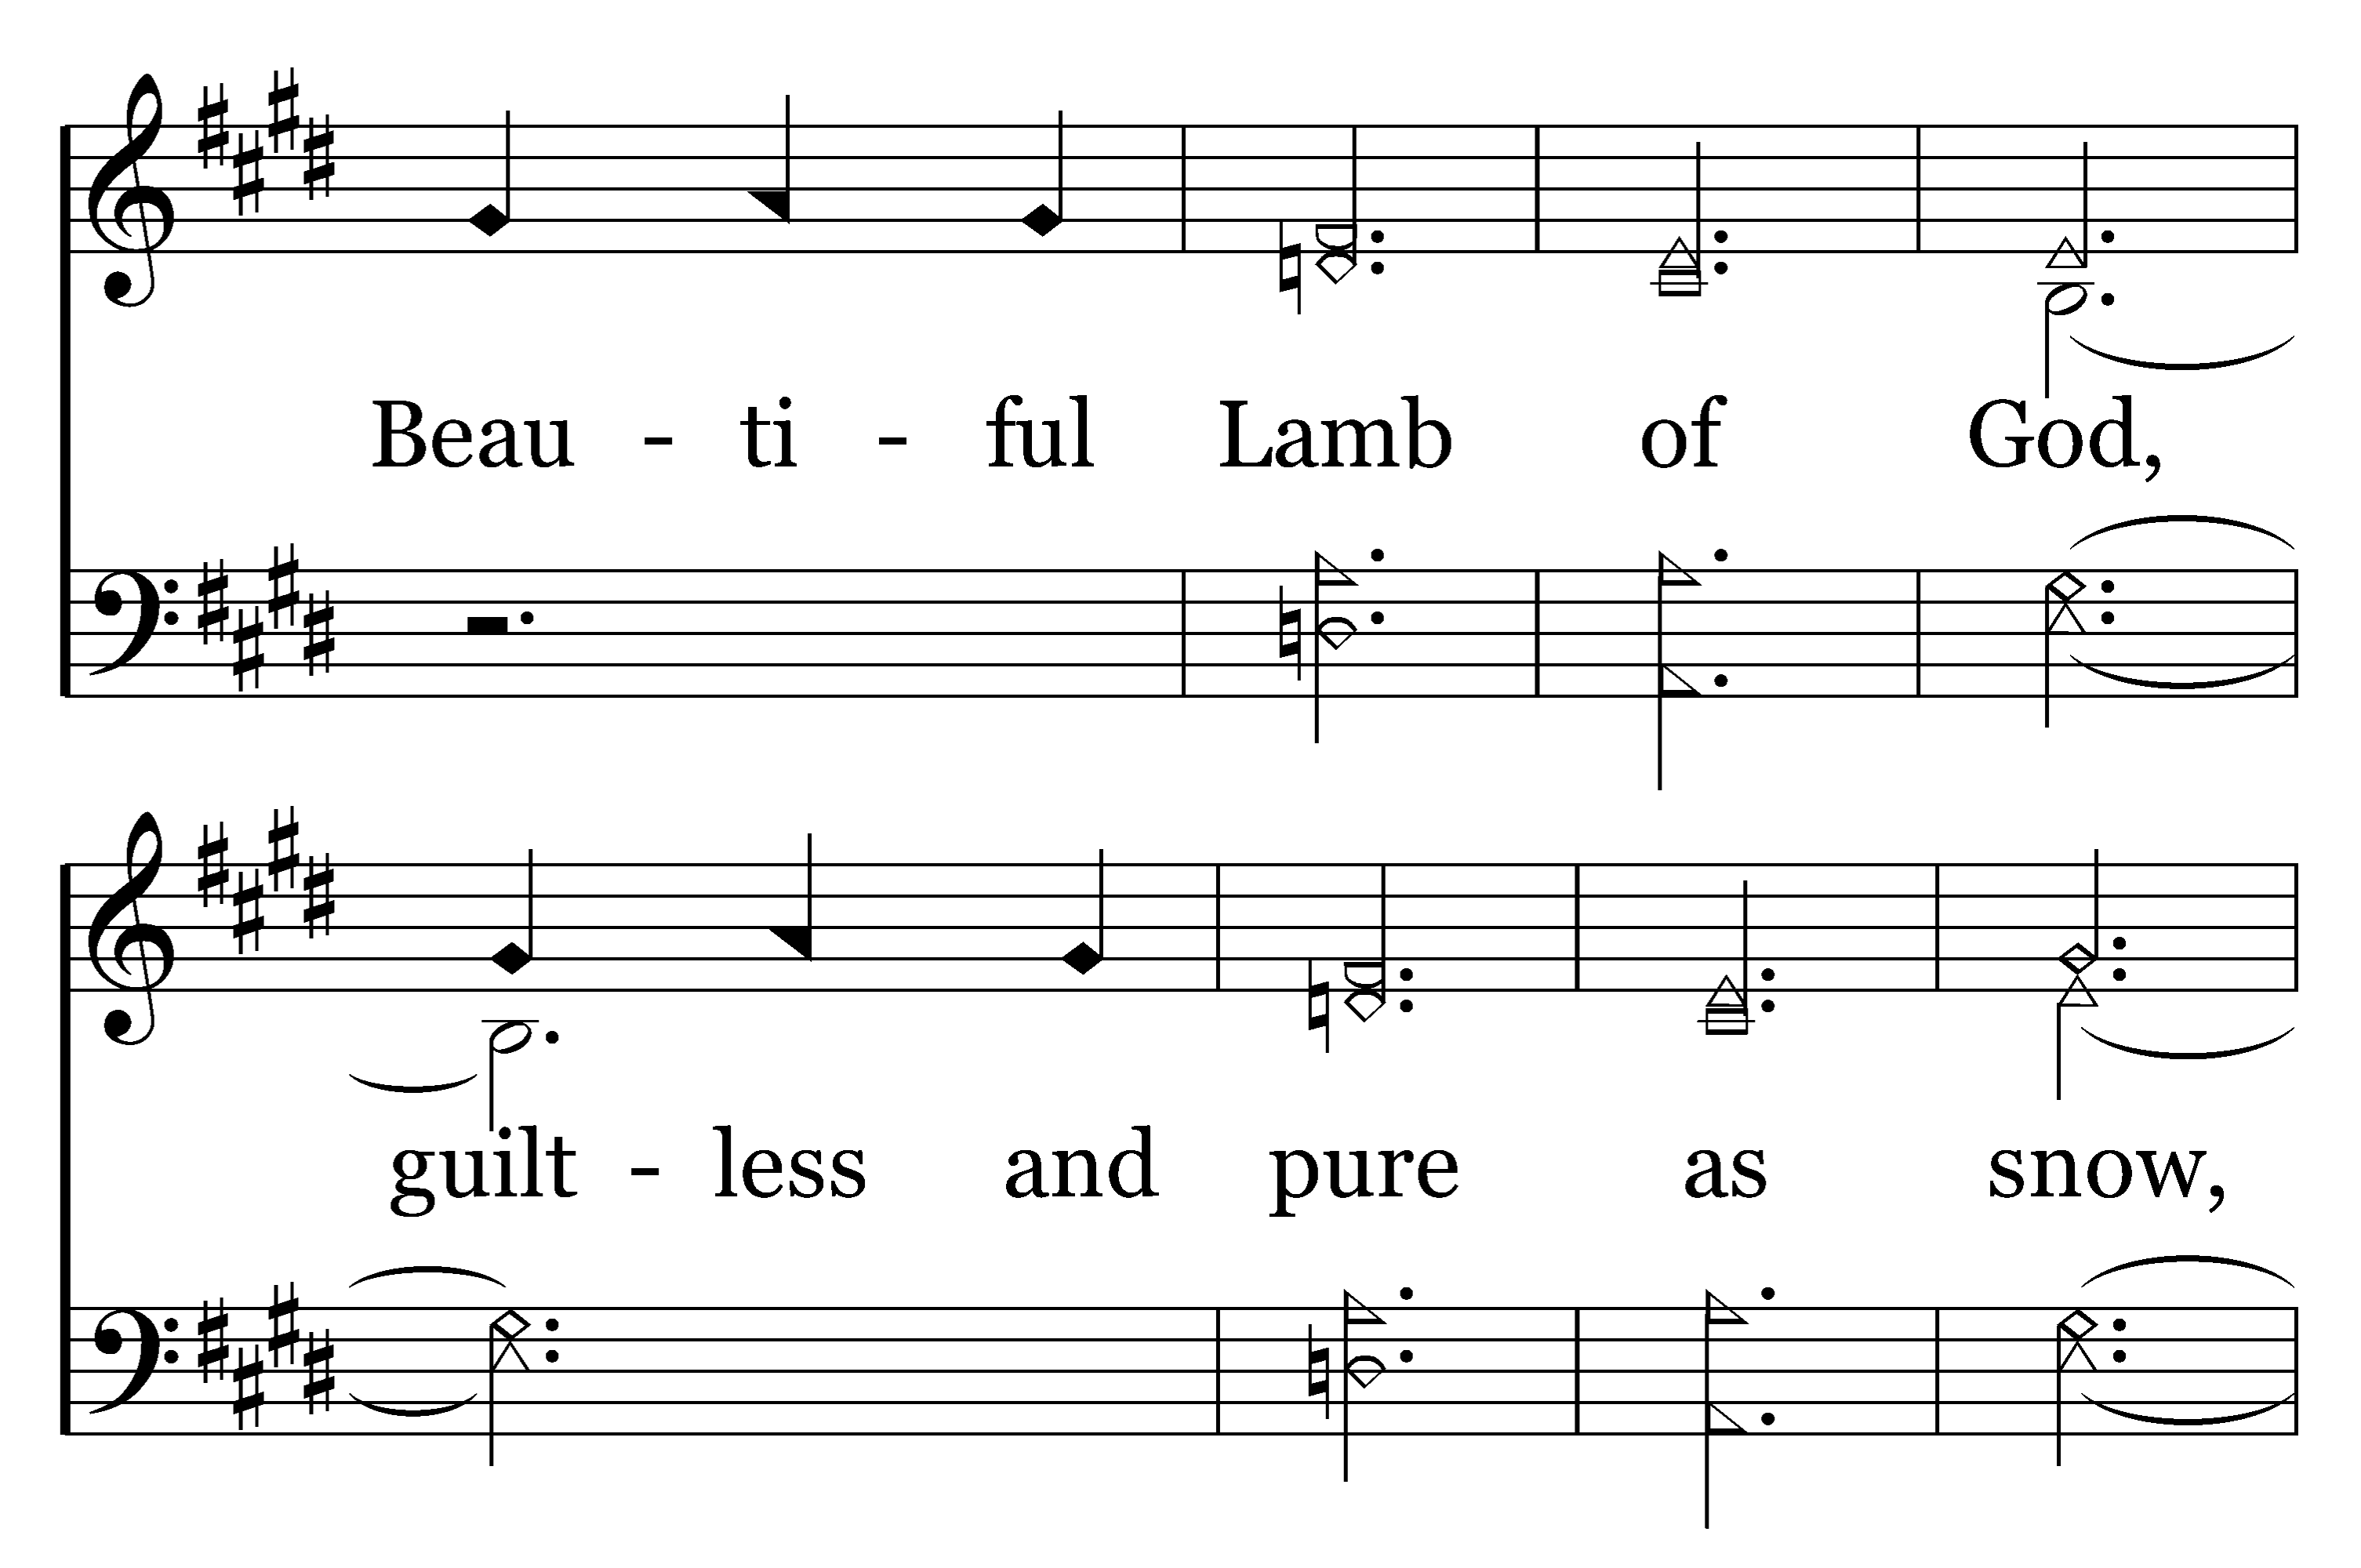 Beau - ti - ful Lamb of God,
guilt - less and pure as snow,